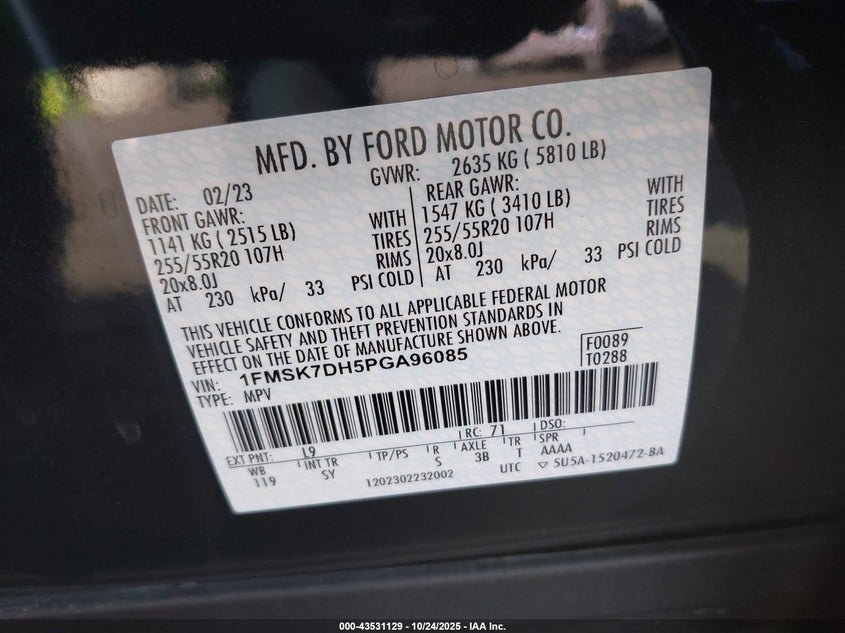 MFD. BY FORD MOTOR CO.
DATE: 02/23 GVWR: 2635 KG ( 5810 LB)
FRONT GAWR: REAR GAWR:
1141 KG ( 2515 LB) WITH 1547 KG ( 3410 LB) WITH
255/55R20 107H TIRES 255/55R20 107H TIRES
20x8.0J RIMS 20x8.0J RIMS
AT 230 kPa/ 33 PSI COLD AT 230 kPa/ 33 PSI COLD
THIS VEHICLE CONFORMS TO ALL APPLICABLE FEDERAL MOTOR
VEHICLE SAFETY AND THEFT PREVENTION STANDARDS IN
EFFECT ON THE DATE OF MANUFACTURE SHOWN ABOVE.
VIN: 1FMSK7DH5PGA96085 F0089
TYPE: MPV T0288
EXT PNT: L9 RC: 71 DSO:
WB INT TR TP/PS R AXLE TR SPR
119 SY S 3B T AAAA
1202302232002 UTC ▽ 5U5A-1520472-BA
000-43531129 - 10/24/2025 - IAA Inc.